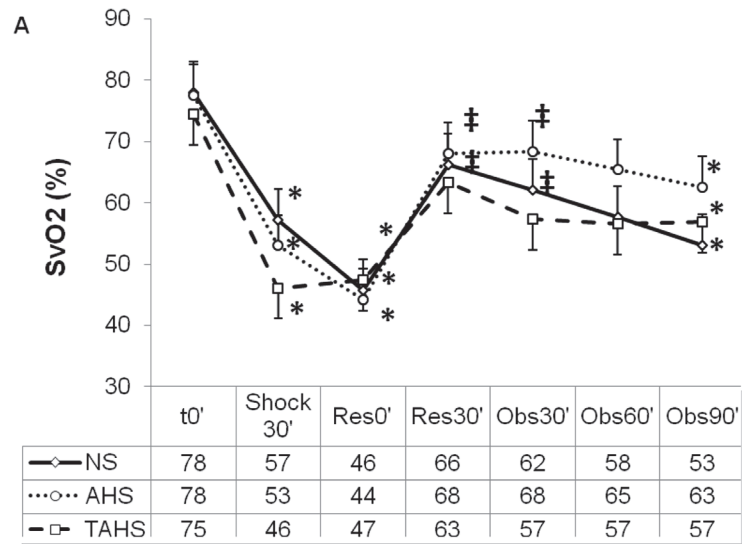 A
90
80
70
60
50
40
30
SvO2 (%)
‡ ‡
‡ ‡
* * * * * * * * *
t0' Shock 30' Res0' Res30' Obs30' Obs60' Obs90'
NS 78 57 46 66 62 58 53
AHS 78 53 44 68 68 65 63
TAHS 75 46 47 63 57 57 57